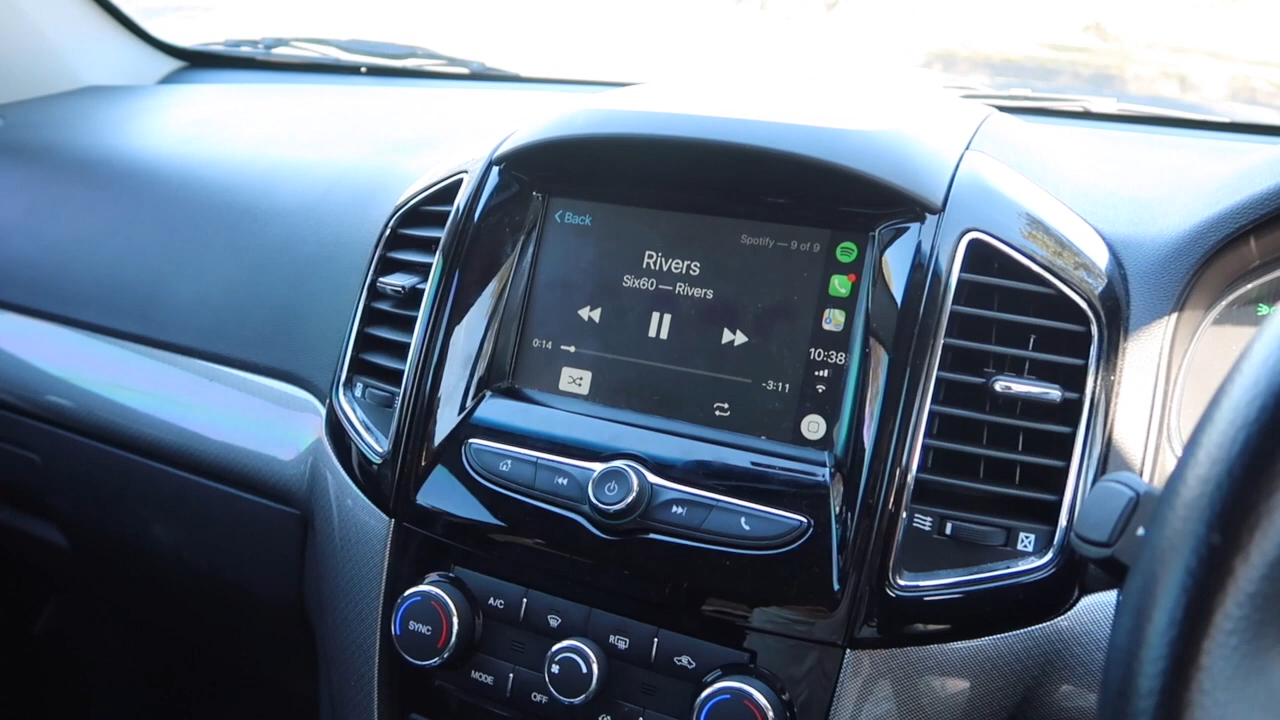 Back
Spotify — 9 of 9
Rivers
Six60 — Rivers
0:14
-3:11
10:38
A/C
R
SYNC
MODE
OFF